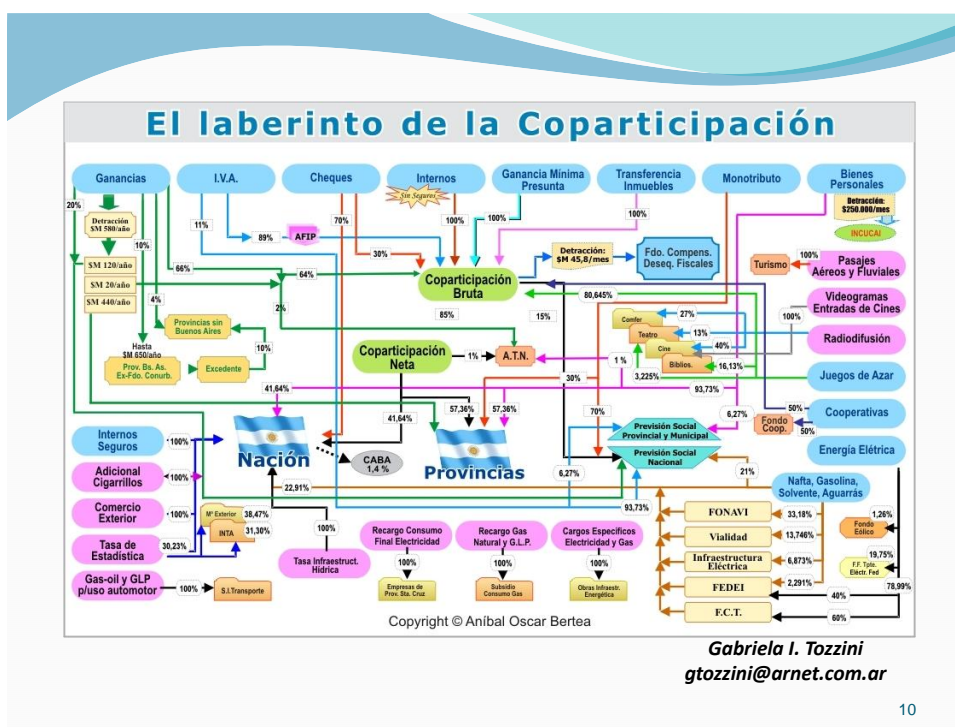 El laberinto de la Coparticipación
Ganancias
I.V.A.
Cheques
Internos
Sin Seguros
Ganancia Mínima
Presunta
Transferencia
Inmuebles
Monotributo
Bienes
Personales
20%
Detracción
$M 580/año
10%
11%
89%
AFIP
70%
100%
100%
100%
Detracción:
$250.000/mes
INCUCAI
30%
$M 120/año
$M 20/año
$M 440/año
66%
64%
4%
2%
Coparticipación
Bruta
Detracción:
$M 45,8/mes
Fdo. Compens.
Deseq. Fiscales
Turismo
100%
Pasajes
Aéreos y Fluviales
80,645%
85%
15%
100%
Videogramas
Entradas de Cines
Provincias sin
Buenos Aires
Comfer
27%
Teatro
13%
Cine
40%
Biblios.
16,13%
Radiodifusión
Hasta
$M 650/año
10%
Prov. Bs. As.
Ex-Fdo. Conurb.
Excedente
Coparticipación
Neta
1%
A.T.N.
1 %
3,225%
Juegos de Azar
41,64%
30%
93,73%
41,64%
57,36%
57,36%
70%
6,27%
50%
Fondo
Coop.
50%
Cooperativas
Internos
Seguros
100%
Nación
CABA
1,4 %
Provincias
Previsión Social
Provincial y Municipal
Previsión Social
Nacional
Energía Elétrica
Adicional
Cigarrillos
100%
22,91%
6,27%
93,73%
21%
Nafta, Gasolina,
Solvente, Aguarrás
Comercio
Exterior
100%
Mº Exterior
38,47%
INTA
31,30%
Tasa de
Estadística
30,23%
100%
Tasa Infraestruct.
Hídrica
Recargo Consumo
Final Electricidad
100%
Empresas de
Prov. Sta. Cruz
Recargo Gas
Natural y G.L.P.
100%
Subsidio
Consumo Gas
Cargos Específicos
Electricidad y Gas
100%
Obras Infraestr.
Energética
FONAVI
33,18%
Vialidad
13,746%
Infraestructura
Eléctrica
6,873%
FEDEI
2,291%
F.C.T.
40%
60%
1,26%
Fondo
Eólico
19,75%
F.F. Tpte.
Eléctr. Fed
78,99%
Gas-oil y GLP
p/uso automotor
100%
S.I.Transporte
Copyright © Aníbal Oscar Bertea
Gabriela I. Tozzini
gtozzini@arnet.com.ar
10